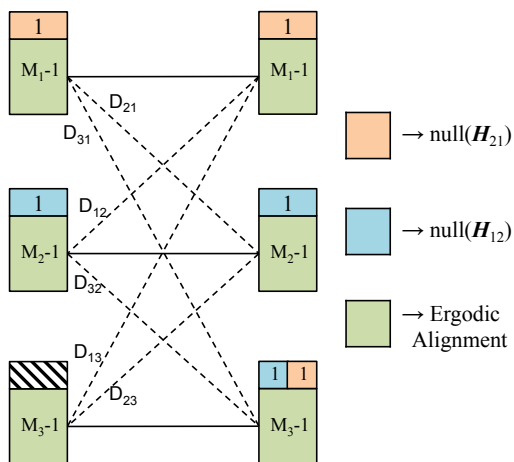 1 1
M₁-1 M₁-1
D₂₁
D₃₁
→ null(H₂₁)
1 1
D₁₂
→ null(H₁₂)
M₂-1 M₂-1
D₃₂
→ Ergodic
Alignment
D₁₃
1 1
D₂₃
M₃-1 M₃-1